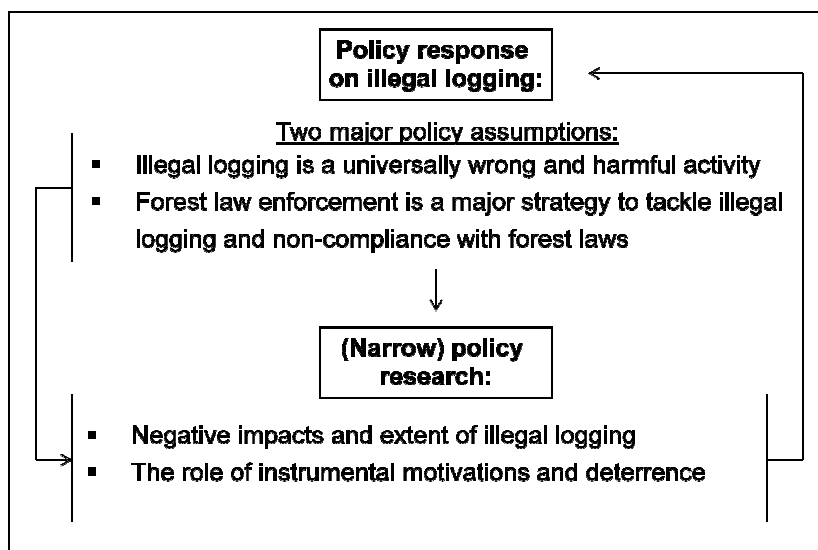 Policy response
on illegal logging:
Two major policy assumptions:
▪ Illegal logging is a universally wrong and harmful activity
▪ Forest law enforcement is a major strategy to tackle illegal
logging and non-compliance with forest laws
(Narrow) policy
research:
▪ Negative impacts and extent of illegal logging
▪ The role of instrumental motivations and deterrence